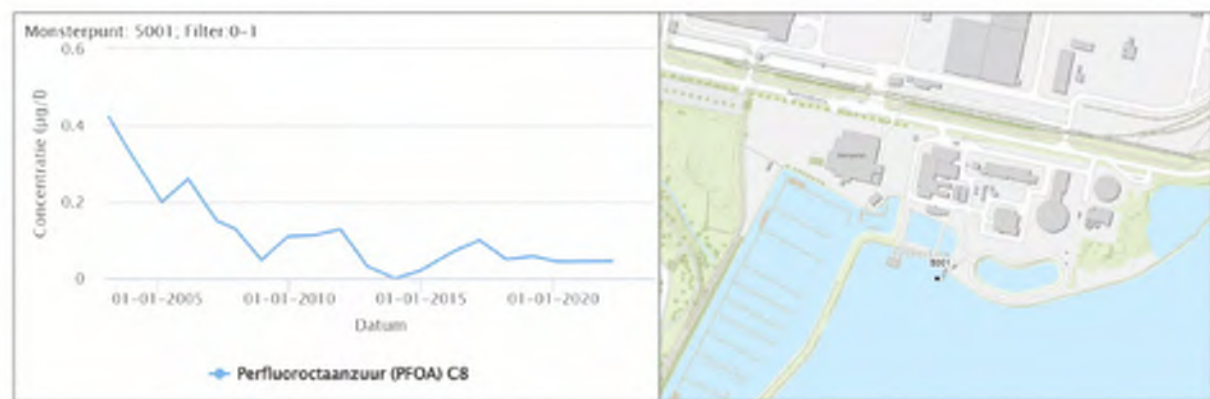 Monsterpunt: 5001; Filter:0-1
0.6
0.4
0.2
0
Concentratie (µg/l)
01-01-2005 01-01-2010 01-01-2015 01-01-2020
Datum
Perfluoroctaanzuur (PFOA) C8
5001